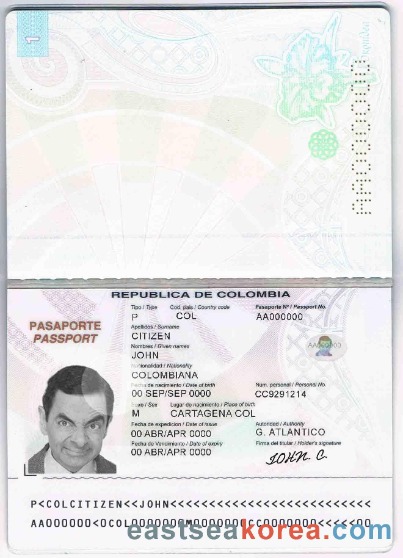 1
AA000000
REPUBLICA DE COLOMBIA
PASAPORTE
PASSPORT
Tipo / Type Cod. país / Country code Pasaporte Nº / Passport No.
P COL AA000000
Apellidos / Surname
CITIZEN
Nombres / Given names
JOHN
Nacionalidad / Nationality
COLOMBIANA
Fecha de nacimiento / Date of birth Num. personal / Personal No.
00 SEP/SEP 0000 CC9291214
Sexo / Sex Lugar de nacimiento / Place of birth
M CARTAGENA COL
Fecha de expedición / Date of issue Autoridad / Authority
00 ABR/APR 0000 G. ATLANTICO
Fecha de Vencimiento / Date of expiry Firma del titular / Holder's signature
00 ABR/APR 0000 JOHN C.
P<COLCITIZEN<<JOHN<<<<<<<<<<<<<<<<<<<<<<<<<<
eastseakorea.com